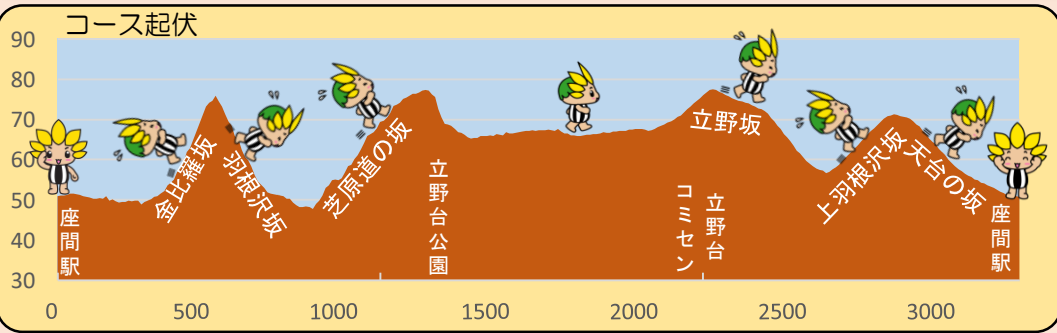 コース起伏
90
80
70
60
50
40
30
座間駅
金比羅坂
羽根沢坂
芝原道の坂
立野台公園
立野台
コミセン
立野坂
上羽根沢坂
天台の坂
座間駅
0
500
1000
1500
2000
2500
3000